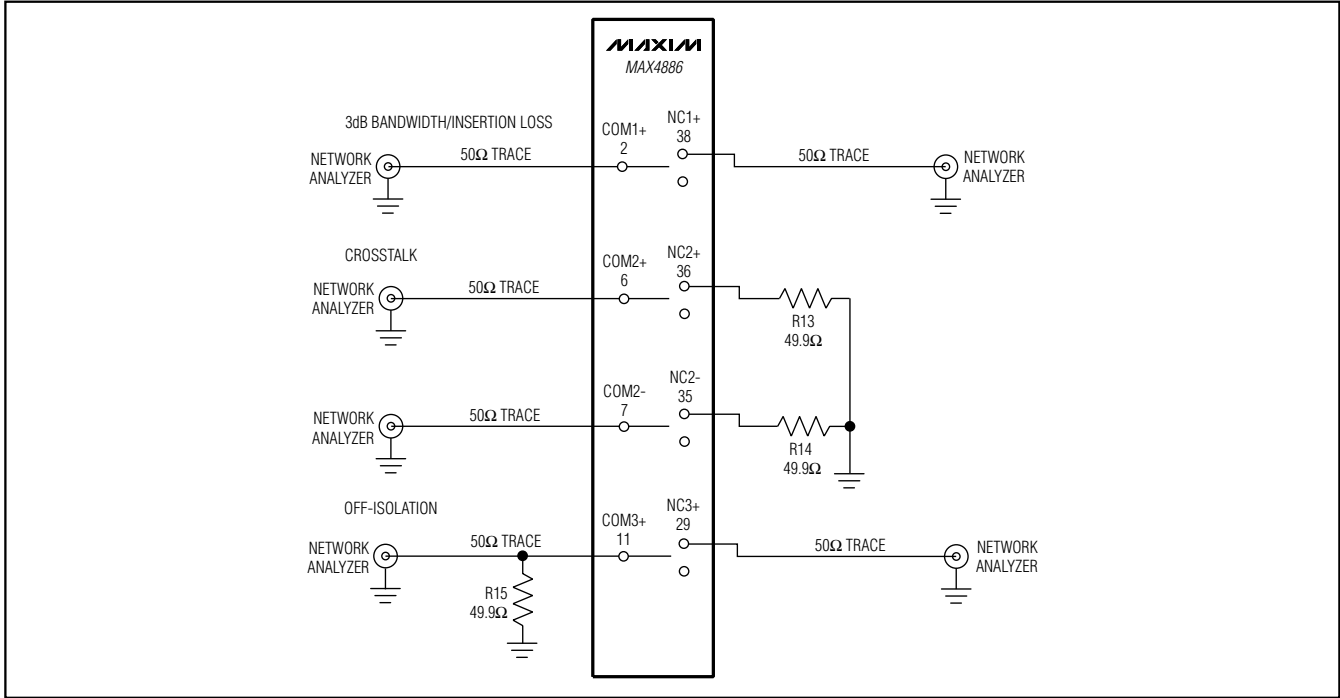 MAXIM
MAX4886
3dB BANDWIDTH/INSERTION LOSS
NETWORK
ANALYZER
50Ω TRACE
COM1+
2
NC1+
38
50Ω TRACE
NETWORK
ANALYZER
CROSSTALK
NETWORK
ANALYZER
50Ω TRACE
COM2+
6
NC2+
36
R13
49.9Ω
NETWORK
ANALYZER
50Ω TRACE
COM2-
7
NC2-
35
R14
49.9Ω
OFF-ISOLATION
NETWORK
ANALYZER
50Ω TRACE
R15
49.9Ω
COM3+
11
NC3+
29
50Ω TRACE
NETWORK
ANALYZER